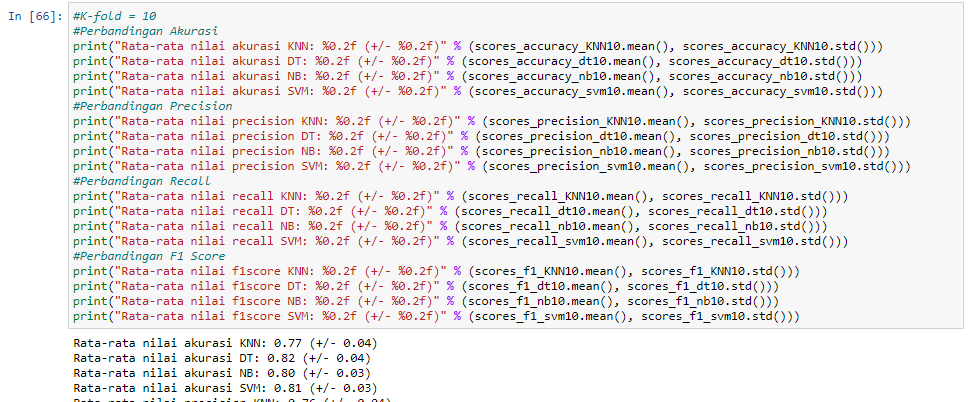 In [66]:
#K-fold = 10
#Perbandingan Akurasi
print("Rata-rata nilai akurasi KNN: %0.2f (+/- %0.2f)" % (scores_accuracy_KNN10.mean(), scores_accuracy_KNN10.std()))
print("Rata-rata nilai akurasi DT: %0.2f (+/- %0.2f)" % (scores_accuracy_dt10.mean(), scores_accuracy_dt10.std()))
print("Rata-rata nilai akurasi NB: %0.2f (+/- %0.2f)" % (scores_accuracy_nb10.mean(), scores_accuracy_nb10.std()))
print("Rata-rata nilai akurasi SVM: %0.2f (+/- %0.2f)" % (scores_accuracy_svm10.mean(), scores_accuracy_svm10.std()))
#Perbandingan Precision
print("Rata-rata nilai precision KNN: %0.2f (+/- %0.2f)" % (scores_precision_KNN10.mean(), scores_precision_KNN10.std()))
print("Rata-rata nilai precision DT: %0.2f (+/- %0.2f)" % (scores_precision_dt10.mean(), scores_precision_dt10.std()))
print("Rata-rata nilai precision NB: %0.2f (+/- %0.2f)" % (scores_precision_nb10.mean(), scores_precision_nb10.std()))
print("Rata-rata nilai precision SVM: %0.2f (+/- %0.2f)" % (scores_precision_svm10.mean(), scores_precision_svm10.std()))
#Perbandingan Recall
print("Rata-rata nilai recall KNN: %0.2f (+/- %0.2f)" % (scores_recall_KNN10.mean(), scores_recall_KNN10.std()))
print("Rata-rata nilai recall DT: %0.2f (+/- %0.2f)" % (scores_recall_dt10.mean(), scores_recall_dt10.std()))
print("Rata-rata nilai recall NB: %0.2f (+/- %0.2f)" % (scores_recall_nb10.mean(), scores_recall_nb10.std()))
print("Rata-rata nilai recall SVM: %0.2f (+/- %0.2f)" % (scores_recall_svm10.mean(), scores_recall_svm10.std()))
#Perbandingan F1 Score
print("Rata-rata nilai f1score KNN: %0.2f (+/- %0.2f)" % (scores_f1_KNN10.mean(), scores_f1_KNN10.std()))
print("Rata-rata nilai f1score DT: %0.2f (+/- %0.2f)" % (scores_f1_dt10.mean(), scores_f1_dt10.std()))
print("Rata-rata nilai f1score NB: %0.2f (+/- %0.2f)" % (scores_f1_nb10.mean(), scores_f1_nb10.std()))
print("Rata-rata nilai f1score SVM: %0.2f (+/- %0.2f)" % (scores_f1_svm10.mean(), scores_f1_svm10.std()))
Rata-rata nilai akurasi KNN: 0.77 (+/- 0.04)
Rata-rata nilai akurasi DT: 0.82 (+/- 0.04)
Rata-rata nilai akurasi NB: 0.80 (+/- 0.03)
Rata-rata nilai akurasi SVM: 0.81 (+/- 0.03)
Rata-rata nilai precision KNN: 0.76 (+/- 0.04)